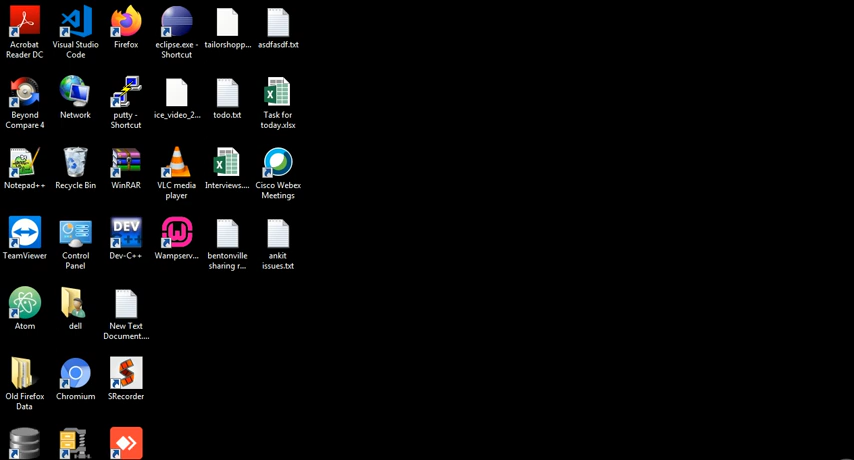 Acrobat
Reader DC
Visual Studio
Code
Firefox
eclipse.exe -
Shortcut
tailorshopp...
asdfasdf.txt
Beyond
Compare 4
Network
putty -
Shortcut
ice_video_2...
todo.txt
Task for
today.xlsx
Notepad++
Recycle Bin
WinRAR
VLC media
player
Interviews....
Cisco Webex
Meetings
TeamViewer
Control
Panel
DEV
C++
Dev-C++
Wampserv...
bentonville
sharing r...
ankit
issues.txt
Atom
dell
New Text
Document....
Old Firefox
Data
Chromium
SRecorder